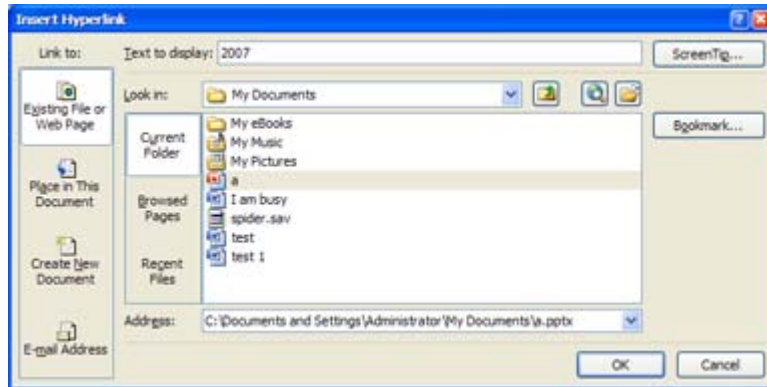 Insert Hyperlink
Link to:
Text to display: 2007
ScreenTip...
Existing File or
Web Page
Look in:
My Documents
Current
Folder
My eBooks
My Music
My Pictures
a
I am busy
spider.sav
test
test 1
Bookmark...
Place in This
Document
Browsed
Pages
Create New
Document
Recent
Files
Address:
C:\Documents and Settings\Administrator\My Documents\a.pptx
E-mail Address
OK
Cancel